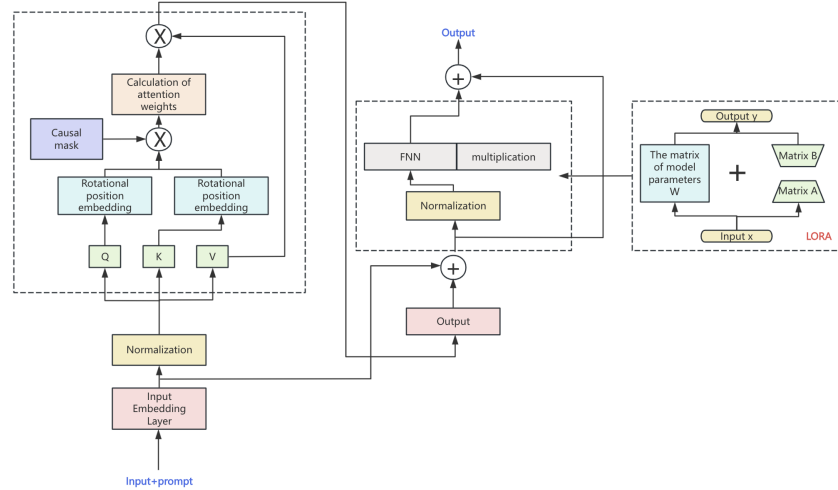 Calculation of
attention
weights
Causal
mask
Rotational
position
embedding
Rotational
position
embedding
Q
K
V
Normalization
Input
Embedding
Layer
Input+prompt
Output
FNN
multiplication
Normalization
Output
Output y
The matrix
of model
parameters
W
+
Matrix B
Matrix A
Input x
LORA